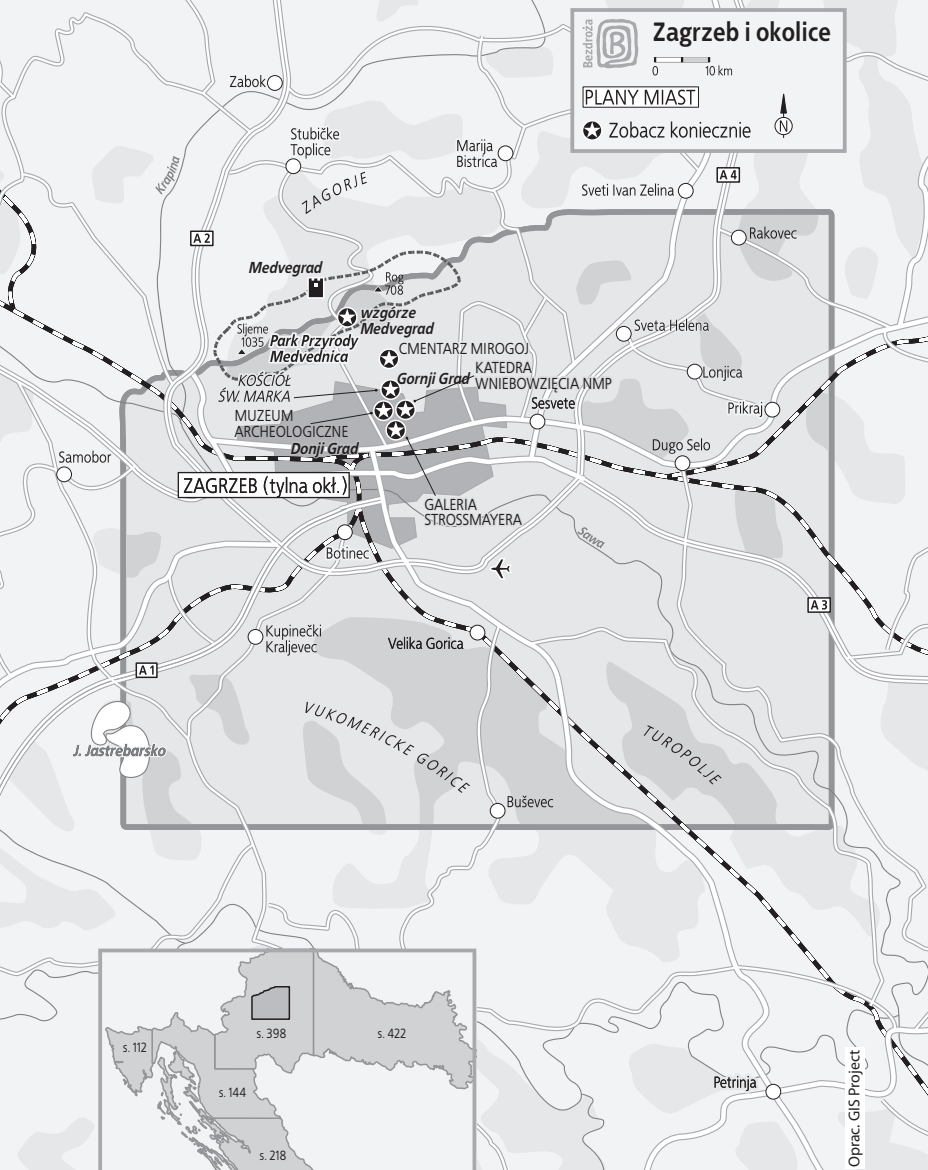 Bezdroża
B
Zagrzeb i okolice
0 10 km
PLANY MIAST
Zobacz koniecznie
N
Zabok
Stubičke
Toplice
Marija
Bistrica
Krapina
ZAGORJE
Sveti Ivan Zelina
A 4
A 2
Rakovec
Medvegrad
Rog
708
wzgórze
Medvegrad
Sljeme
1035
Park Przyrody
Medvednica
Sveta Helena
CMENTARZ MIROGOJ
KOŚCIÓŁ
ŚW. MARKA
Gornji Grad
KATEDRA
WNIEBOWZIĘCIA NMP
Lonjica
Sesvete
Prikraj
MUZEUM
ARCHEOLOGICZNE
Donji Grad
Dugo Selo
Samobor
ZAGRZEB (tylna okł.)
GALERIA
STROSSMAYERA
Sawa
Botinec
A 3
Kupinečki
Kraljevec
Velika Gorica
A 1
VUKOMERICKE GORICE
TUROPOLJE
J. Jastrebarsko
Buševec
s. 112
s. 398
s. 422
s. 144
s. 218
Petrinja
Oprac. GIS Project